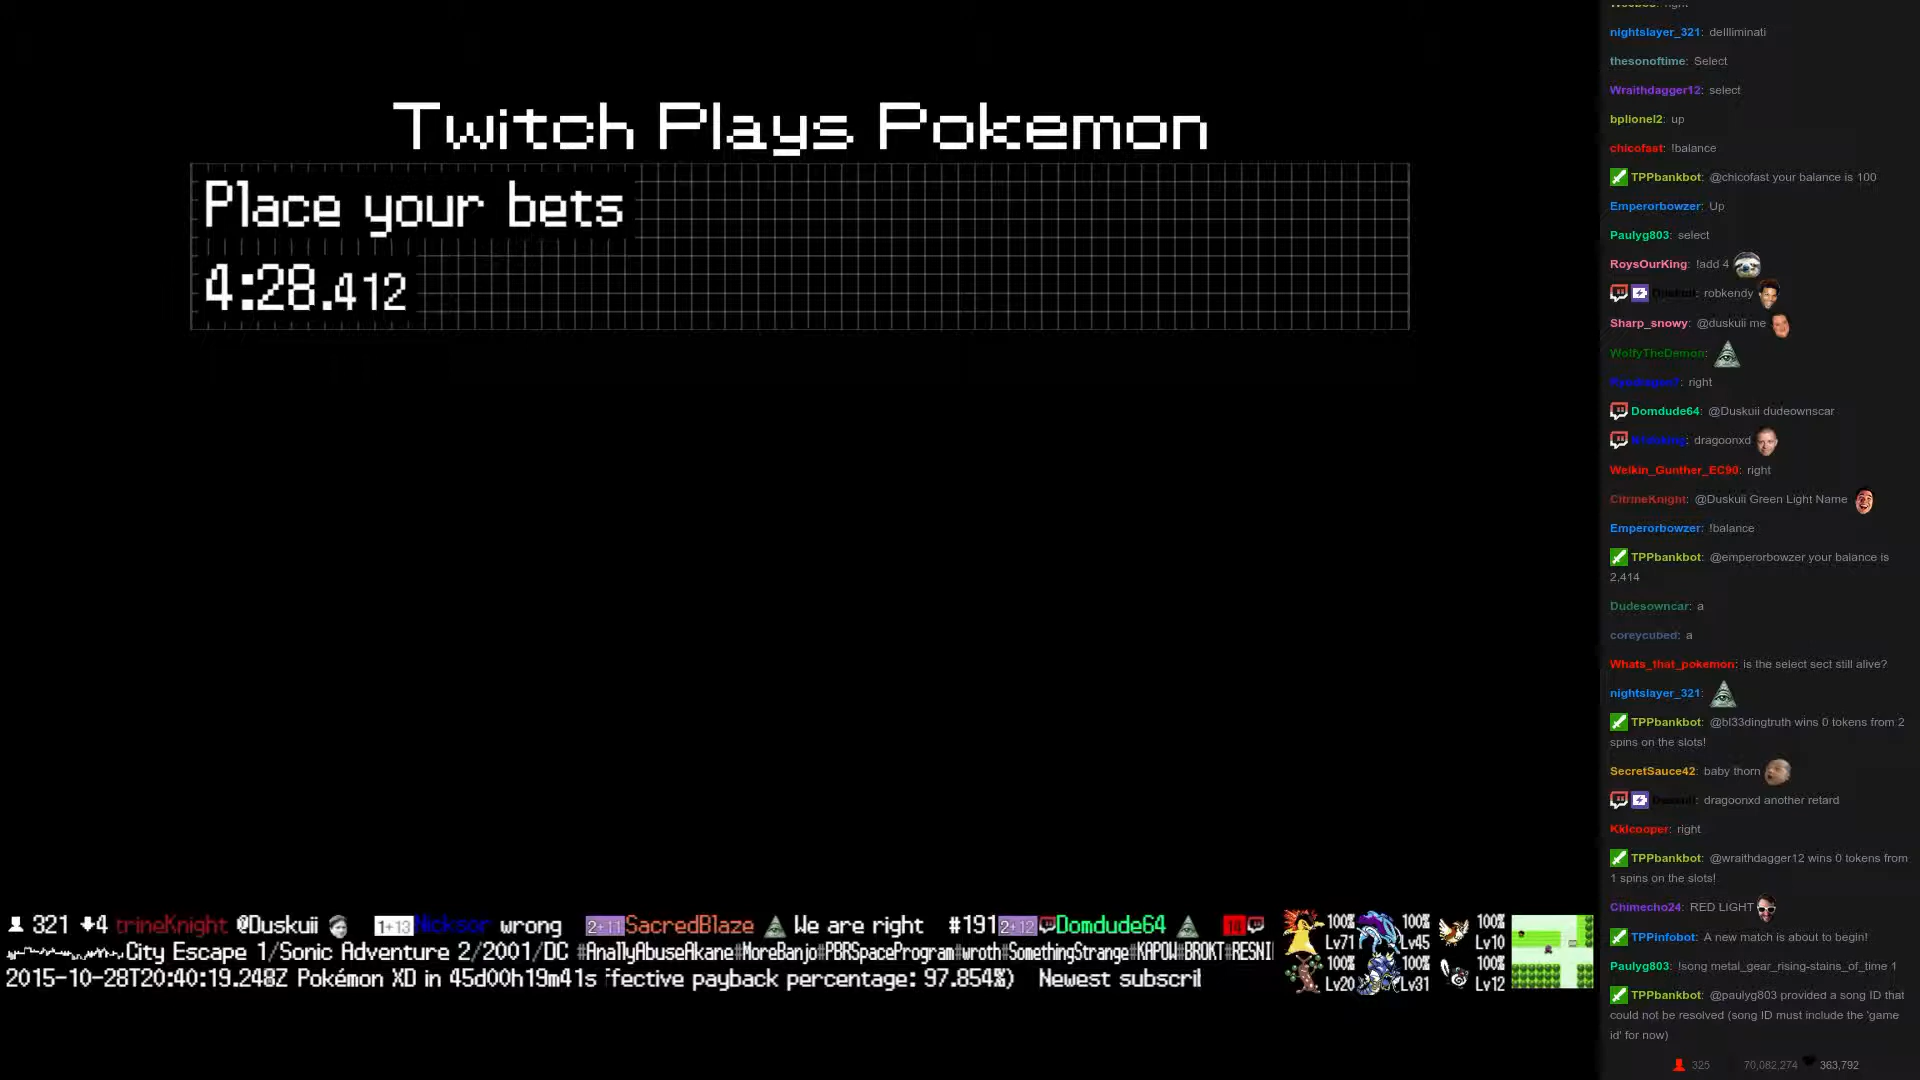 Twitch Plays Pokemon
Place your bets
4:28.412
321 4 trineKnight @Duskuii 1+13 Nicksor wrong 2+11 SacredBlaze We are right #191 2+12 Domdude64 14
City Escape 1/Sonic Adventure 2/2001/DC #AnallyAbuseAkane#MoreBanjo#PBRSpaceProgram#wroth#SomethingStrange#KAPOW#BROKT#RESNI
2015-10-28T20:40:19.248Z Pokémon XD in 45d00h19m41s ffective payback percentage: 97.854%) Newest subscri
100% 100% 100%
Lv71 Lv45 Lv10
100% 100% 100%
Lv20 Lv31 Lv12
right
nightslayer_321: dellliminati
thesonoftime: Select
Wraithdagger12: select
bplionel2: up
chicofast: !balance
TPPbankbot: @chicofast your balance is 100
Emperorbowzer: Up
Paulyg803: select
RoysOurKing: !add 4
Duskuii: robkendy
Sharp_snowy: @duskuii me
WolfyTheDemon:
: right
Domdude64: @Duskuii dudeownscar
: dragoonxd
Welkin_Gunther_EC90: right
CitrineKnight: @Duskuii Green Light Name
Emperorbowzer: !balance
TPPbankbot: @emperorbowzer your balance is
2,414
Dudesowncar: a
coreycubed: a
Whats_that_pokemon: is the select sect still alive?
nightslayer_321:
TPPbankbot: @bl33dingtruth wins 0 tokens from 2
spins on the slots!
SecretSauce42: baby thorn
Duskuii: dragoonxd another retard
Kklcooper: right
TPPbankbot: @wraithdagger12 wins 0 tokens from
1 spins on the slots!
Chimecho24: RED LIGHT
TPPinfobot: A new match is about to begin!
Paulyg803: !song metal_gear_rising-stains_of_time 1
TPPbankbot: @paulyg803 provided a song ID that
could not be resolved (song ID must include the 'game
id' for now)
325 70,082,274 363,792